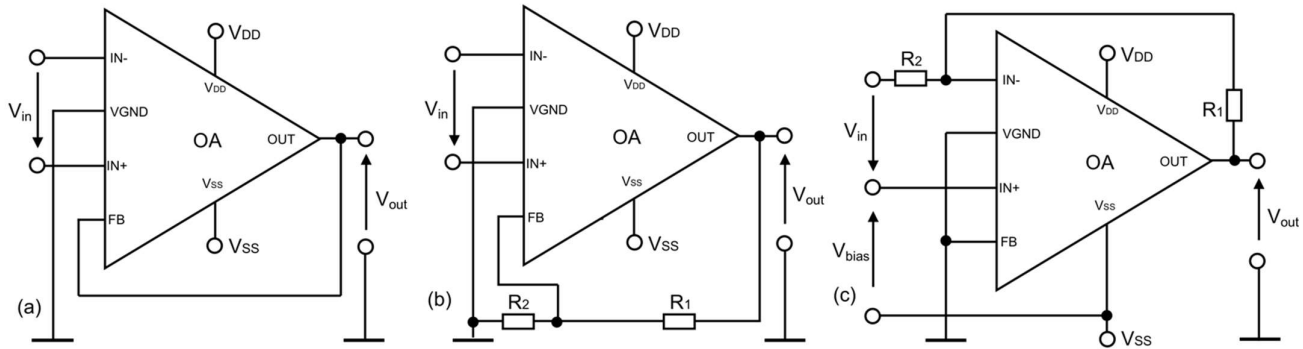 VDD
IN-
VDD
Vin
VGND
OA
OUT
IN+
VSS
Vout
FB
VSS
(a)
VDD
IN-
VDD
Vin
VGND
OA
OUT
IN+
VSS
Vout
FB
VSS
(b)
R2
R1
R2
VDD
IN-
VDD
R1
Vin
VGND
OA
OUT
IN+
VSS
Vout
FB
Vbias
(c)
VSS